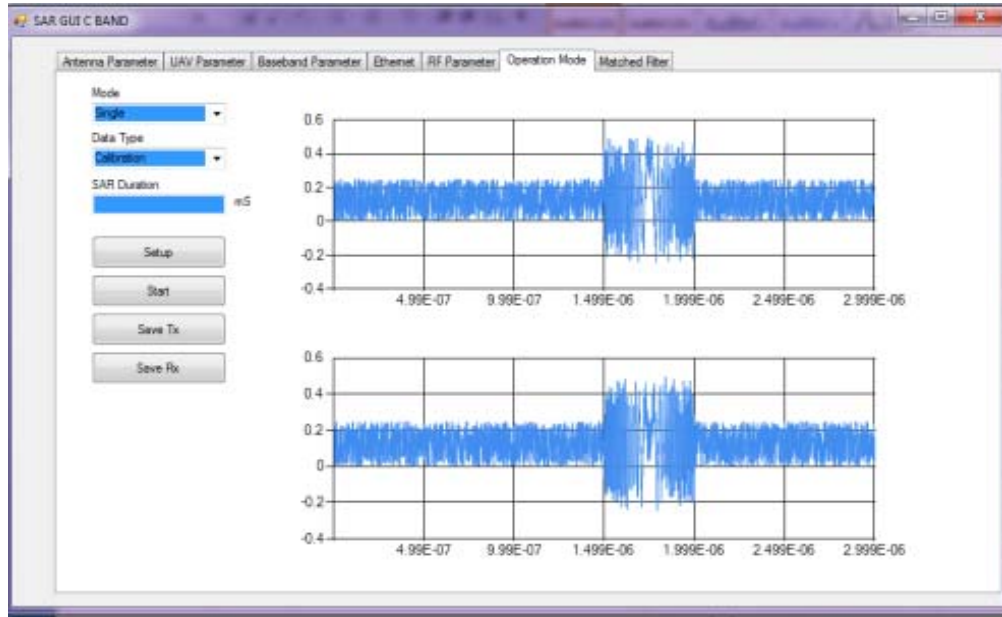 SAR GUI C BAND
Antenna Parameter UAV Parameter Baseband Parameter Ethernet RF Parameter Operation Mode Matched Filter
Mode
Single
Data Type
Calibration
SAR Duration
mS
Setup
Start
Save Tx
Save Rx
0.6
0.4
0.2
0
-0.2
-0.4
4.99E-07 9.99E-07 1.499E-06 1.999E-06 2.499E-06 2.999E-06
0.6
0.4
0.2
0
-0.2
-0.4
4.99E-07 9.99E-07 1.499E-06 1.999E-06 2.499E-06 2.999E-06